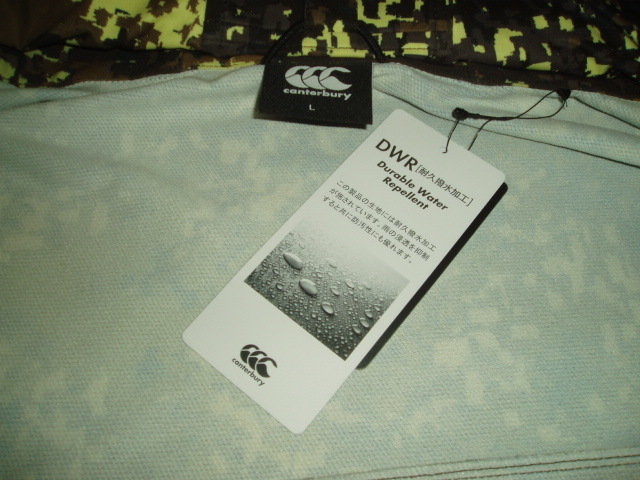 canterbury
L
DWR[耐久撥水加工]
Durable Water
Repellent
この製品の生地には耐久撥水加工
が施されています。雨の浸透を抑制
すると共に防汚性にも優れます。
canterbury